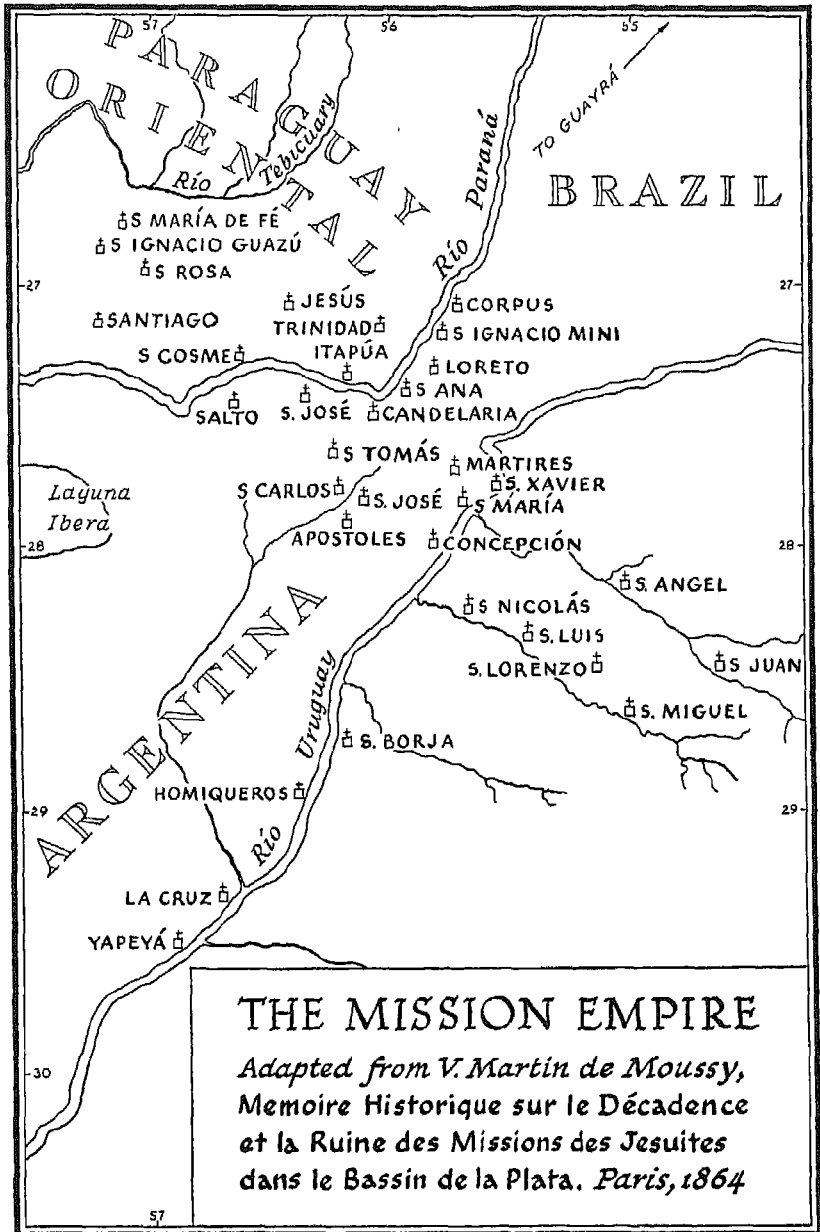 57 56 55
PARAGUAY
ORIENTAL
TO GUAYRÁ
Río Tebicuary
Río Paraná
BRAZIL
S MARÍA DE FÉ
S IGNACIO GUAZÚ
S ROSA
27 27
JESÚS
CORPUS
SANTIAGO
TRINIDAD
S IGNACIO MINI
S COSME
ITAPÚA
LORETO
S ANA
SALTO
S. JOSÉ
CANDELARIA
S TOMÁS
MARTIRES
Laguna
Ibera
S CARLOS
S. JOSÉ
S. XAVIER
S MARÍA
APOSTOLES
CONCEPCIÓN
28 28
S. ANGEL
S NICOLÁS
S. LUIS
S. LORENZO
S JUAN
ARGENTINA
Río Uruguay
S. MIGUEL
S. BORJA
HOMIQUEROS
29 29
LA CRUZ
YAPEYÁ
30
57
THE MISSION EMPIRE
Adapted from V. Martin de Moussy,
Memoire Historique sur le Décadence
et la Ruine des Missions des Jesuites
dans le Bassin de la Plata. Paris, 1864